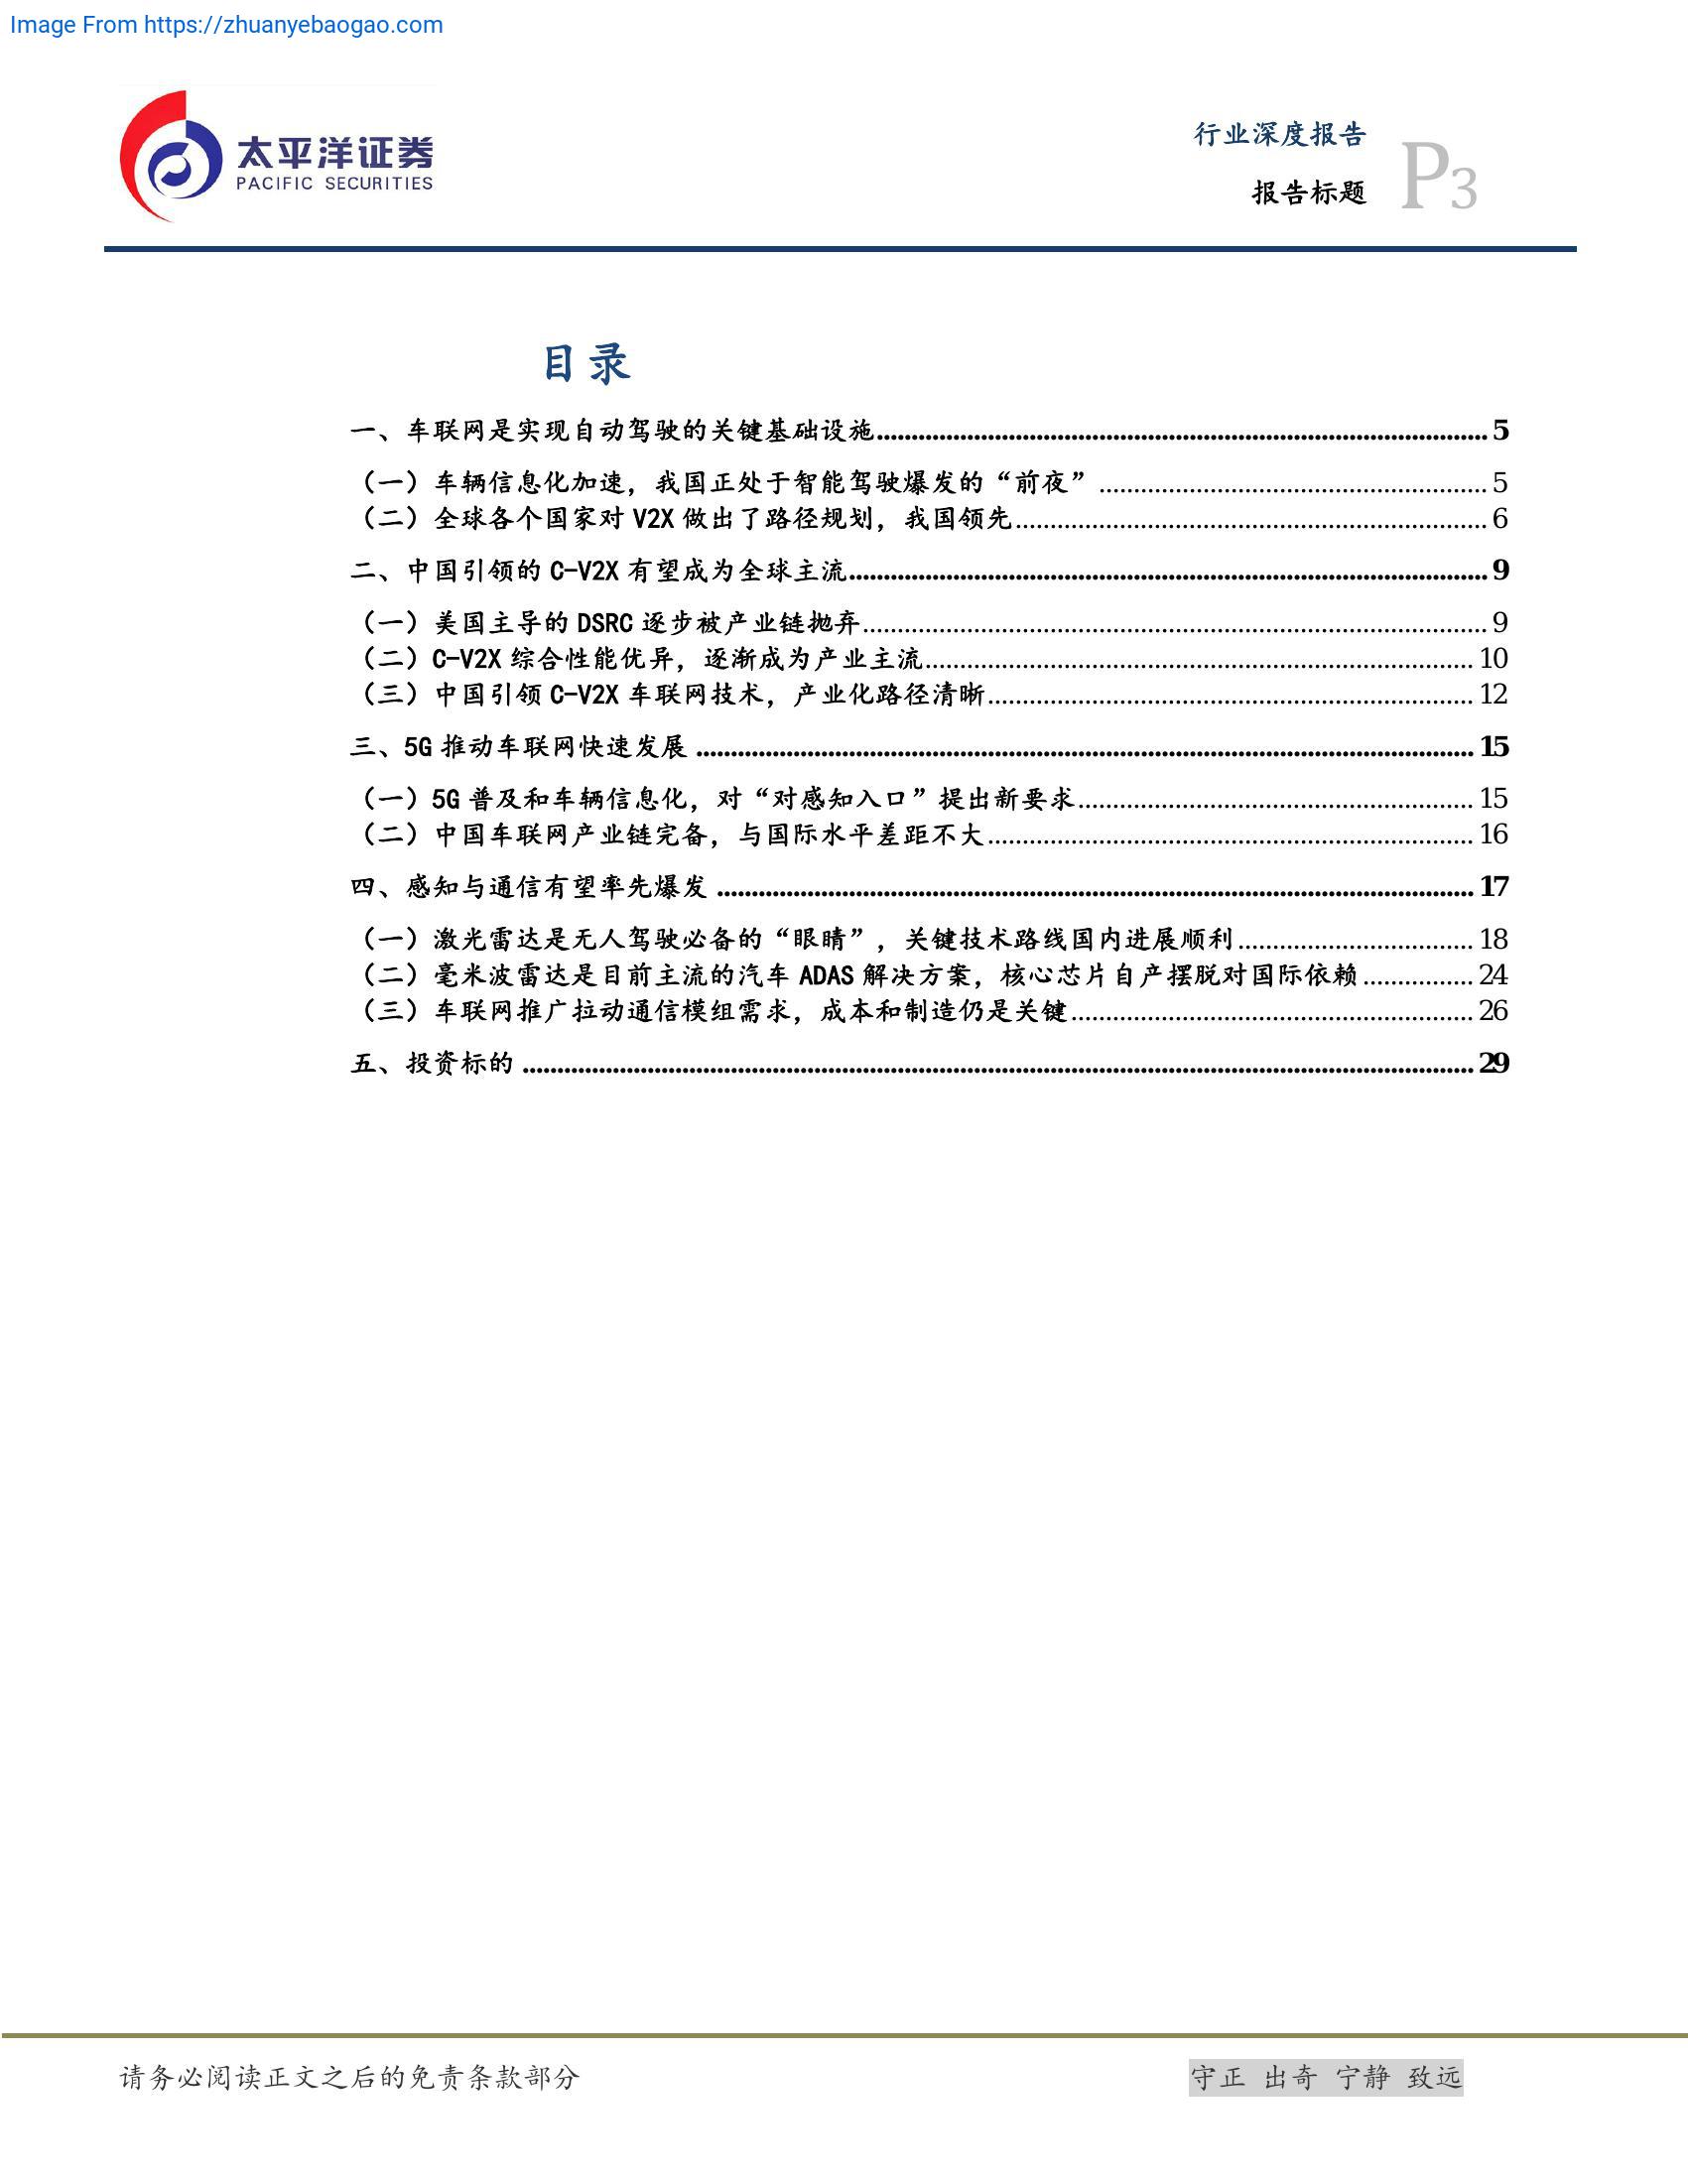 Image From https://zhuanyebaogao.com
太平洋证券
PACIFIC SECURITIES
行业深度报告
报告标题
P3
目录
一、车联网是实现自动驾驶的关键基础设施 5
（一）车辆信息化加速，我国正处于智能驾驶爆发的“前夜” 5
（二）全球各个国家对 V2X 做出了路径规划，我国领先 6
二、中国引领的 C-V2X 有望成为全球主流 9
（一）美国主导的 DSRC 逐步被产业链抛弃 9
（二）C-V2X 综合性能优异，逐渐成为产业主流 10
（三）中国引领 C-V2X 车联网技术，产业化路径清晰 12
三、5G 推动车联网快速发展 15
（一）5G 普及和车辆信息化，对“对感知入口”提出新要求 15
（二）中国车联网产业链完备，与国际水平差距不大 16
四、感知与通信有望率先爆发 17
（一）激光雷达是无人驾驶必备的“眼睛”，关键技术路线国内进展顺利 18
（二）毫米波雷达是目前主流的汽车 ADAS 解决方案，核心芯片自产摆脱对国际依赖 24
（三）车联网推广拉动通信模组需求，成本和制造仍是关键 26
五、投资标的 29
请务必阅读正文之后的免责条款部分
守正 出奇 宁静 致远